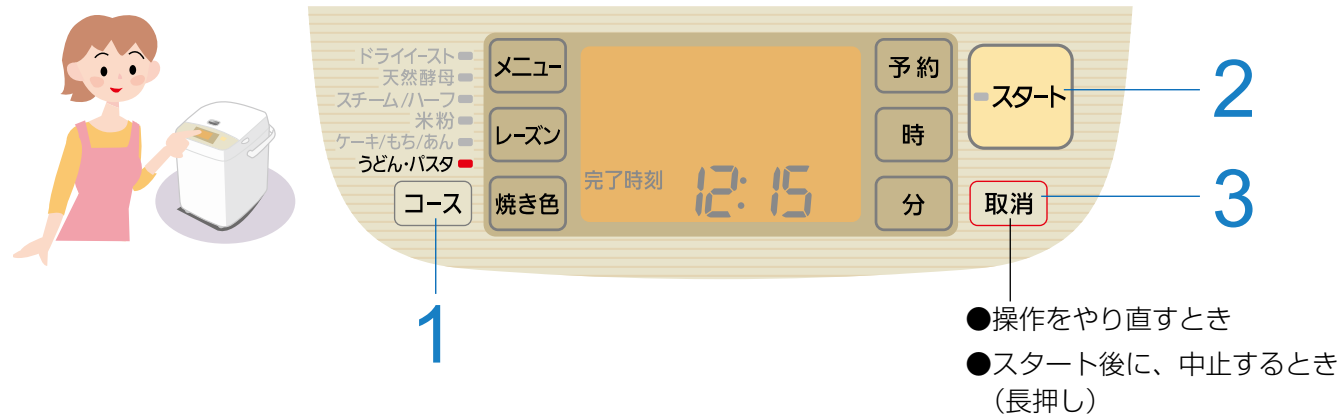 ドライイースト
天然酵母
スチーム/ハーフ
米粉
ケーキ/もち/あん
うどん・パスタ
コース
メニュー
レーズン
焼き色
完了時刻 12:15
予約
時
分
スタート
取消
1
2
3
●操作をやり直すとき
●スタート後に、中止するとき
(長押し)